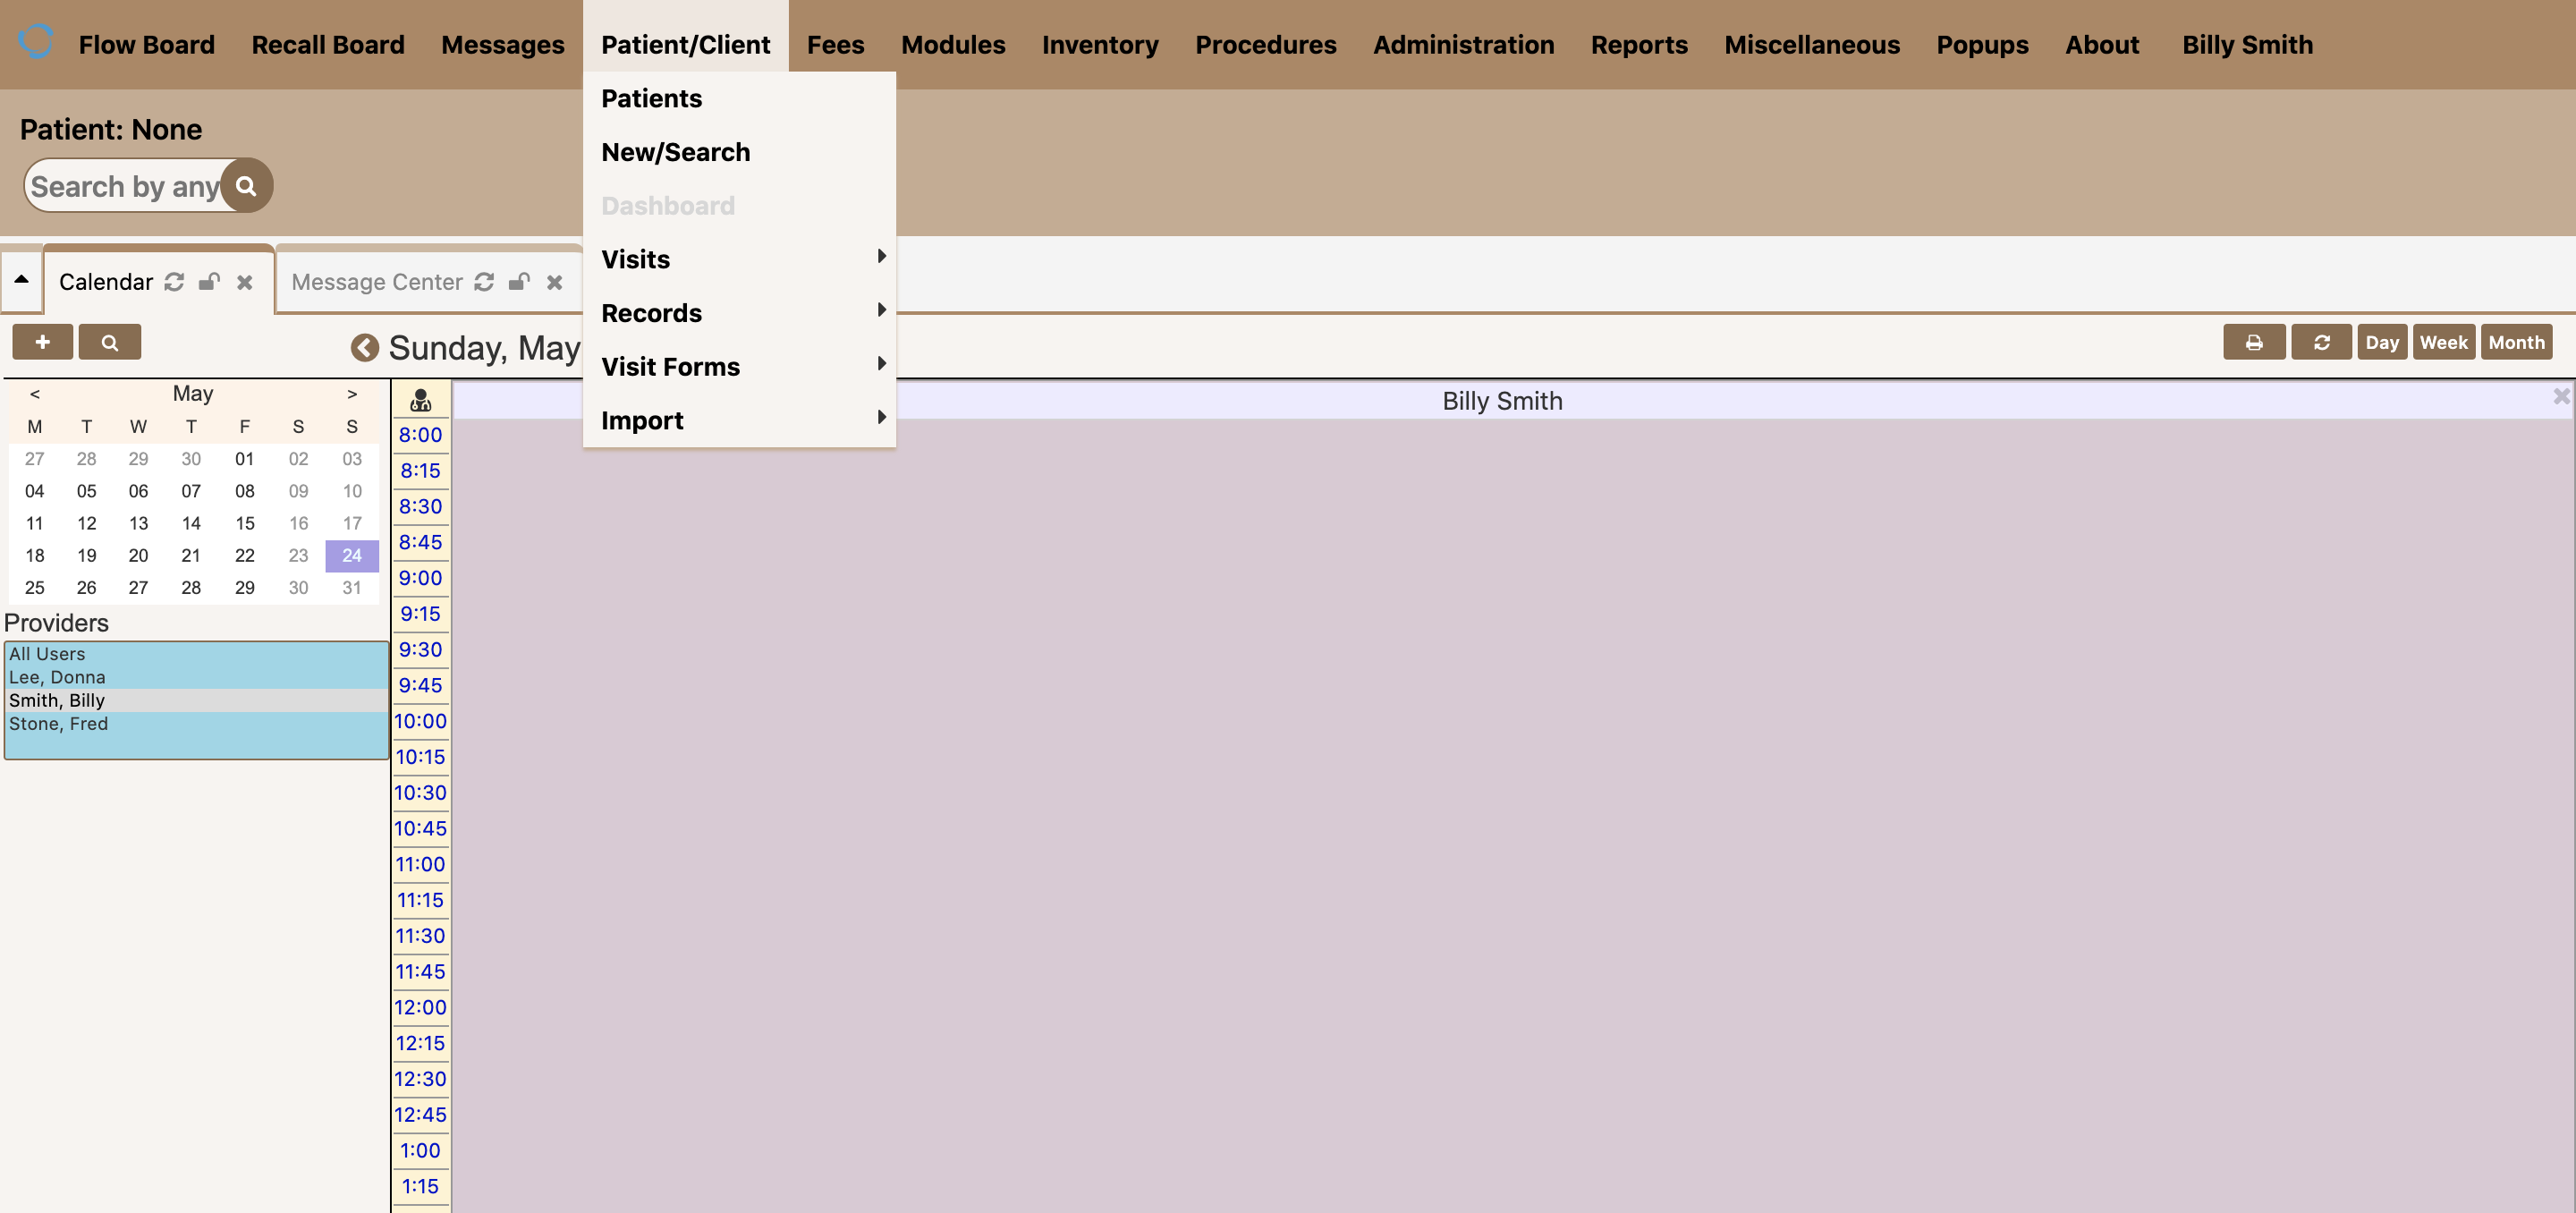 Flow Board Recall Board Messages Patient/Client Fees Modules Inventory Procedures Administration Reports Miscellaneous Popups About Billy Smith
Patients
New/Search
Dashboard
Visits
Records
Visit Forms
Import
Patient: None
Search by any
Calendar Message Center
Sunday, May
Day Week Month
< May >
M T W T F S S
27 28 29 30 01 02 03
04 05 06 07 08 09 10
11 12 13 14 15 16 17
18 19 20 21 22 23 24
25 26 27 28 29 30 31
Providers
All Users
Lee, Donna
Smith, Billy
Stone, Fred
Billy Smith
8:00
8:15
8:30
8:45
9:00
9:15
9:30
9:45
10:00
10:15
10:30
10:45
11:00
11:15
11:30
11:45
12:00
12:15
12:30
12:45
1:00
1:15